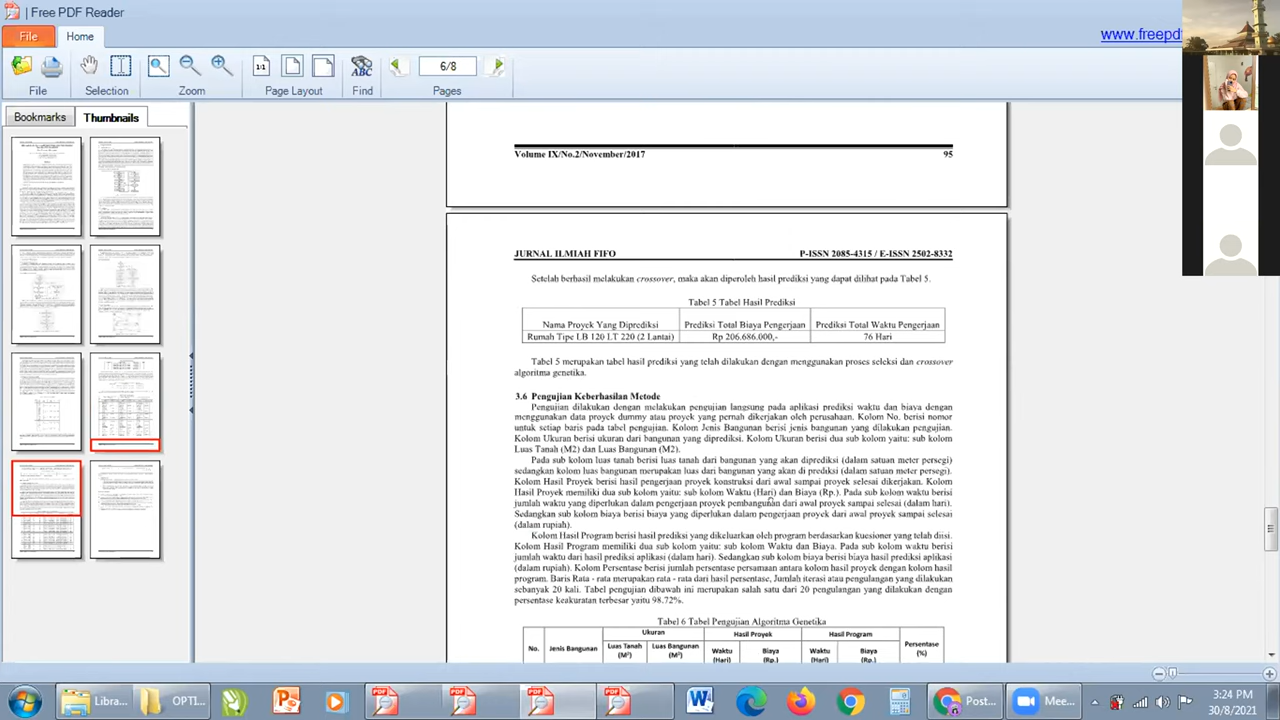 | Free PDF Reader
File
Home
www.freepd
File
Selection
Zoom
1:1
Page Layout
ABC
Find
6/8
Pages
Bookmarks
Thumbnails
Volume IX/No.2/November/2017 95
JURNAL ILMIAH FIFO P-ISSN 2085-4315 / E-ISSN 2502-8332
Setelah berhasil melakukan crossover, maka akan diperoleh hasil prediksi yang dapat dilihat pada Tabel 5.
Tabel 5 Tabel Hasil Prediksi
Nama Proyek Yang Diprediksi Prediksi Total Biaya Pengerjaan Prediksi Total Waktu Pengerjaan
Rumah Tipe LB 120 LT 220 (2 Lantai) Rp 206.686.000,- 76 Hari
Tabel 5 merupakan tabel hasil prediksi yang telah dilakukan dengan menggunakan proses seleksi dan crossover
algoritma genetika.
3.6 Pengujian Keberhasilan Metode
Pengujian dilakukan dengan melakukan pengujian langsung pada aplikasi prediksi waktu dan biaya dengan
menggunakan data proyek dummy atau proyek yang pernah dikerjakan oleh perusahaan. Kolom No. berisi nomor
untuk setiap baris pada tabel pengujian. Kolom Jenis Bangunan berisi jenis bangunan yang dilakukan pengujian.
Kolom Ukuran berisi ukuran dari bangunan yang diprediksi. Kolom Ukuran berisi dua sub kolom yaitu: sub kolom
Luas Tanah (M2) dan Luas Bangunan (M2).
Pada sub kolom luas tanah berisi luas tanah dari bangunan yang akan diprediksi (dalam satuan meter persegi)
sedangkan kolom luas bangunan merupakan luas dari bangunan yang akan di prediksi (dalam satuan meter persegi).
Kolom Hasil Proyek berisi hasil pengerjaan proyek konstruksi dari awal sampai proyek selesai dikerjakan. Kolom
Hasil Proyek memiliki dua sub kolom yaitu: sub kolom Waktu (Hari) dan Biaya (Rp.). Pada sub kolom waktu berisi
jumlah waktu yang diperlukan dalam pengerjaan proyek pembangunan dari awal proyek sampai selesai (dalam hari).
Sedangkan sub kolom biaya berisi biaya yang diperlukan dalam pengerjaan proyek dari awal proyek sampai selesai
(dalam rupiah).
Kolom Hasil Program berisi hasil prediksi yang dikeluarkan oleh program berdasarkan kuesioner yang telah diisi.
Kolom Hasil Program memiliki dua sub kolom yaitu: sub kolom Waktu dan Biaya. Pada sub kolom waktu berisi
jumlah waktu dari hasil prediksi aplikasi (dalam hari). Sedangkan sub kolom biaya berisi biaya hasil prediksi aplikasi
(dalam rupiah). Kolom Persentase berisi jumlah persentase persamaan antara kolom hasil proyek dengan kolom hasil
program. Baris Rata - rata merupakan rata - rata dari hasil persentase, Jumlah iterasi atau pengulangan yang dilakukan
sebanyak 20 kali. Tabel pengujian dibawah ini merupakan salah satu dari 20 pengulangan yang dilakukan dengan
persentase keakuratan terbesar yaitu 98.72%.
Tabel 6 Tabel Pengujian Algoritma Genetika
Ukuran Hasil Proyek Hasil Program
No. Jenis Bangunan Luas Tanah Luas Bangunan Waktu Biaya Waktu Biaya Persentase
(M²) (M²) (Hari) (Rp.) (Hari) (Rp.) (%)
Libra...
OPTI...
Post...
Mee...
3:24 PM
30/8/2021